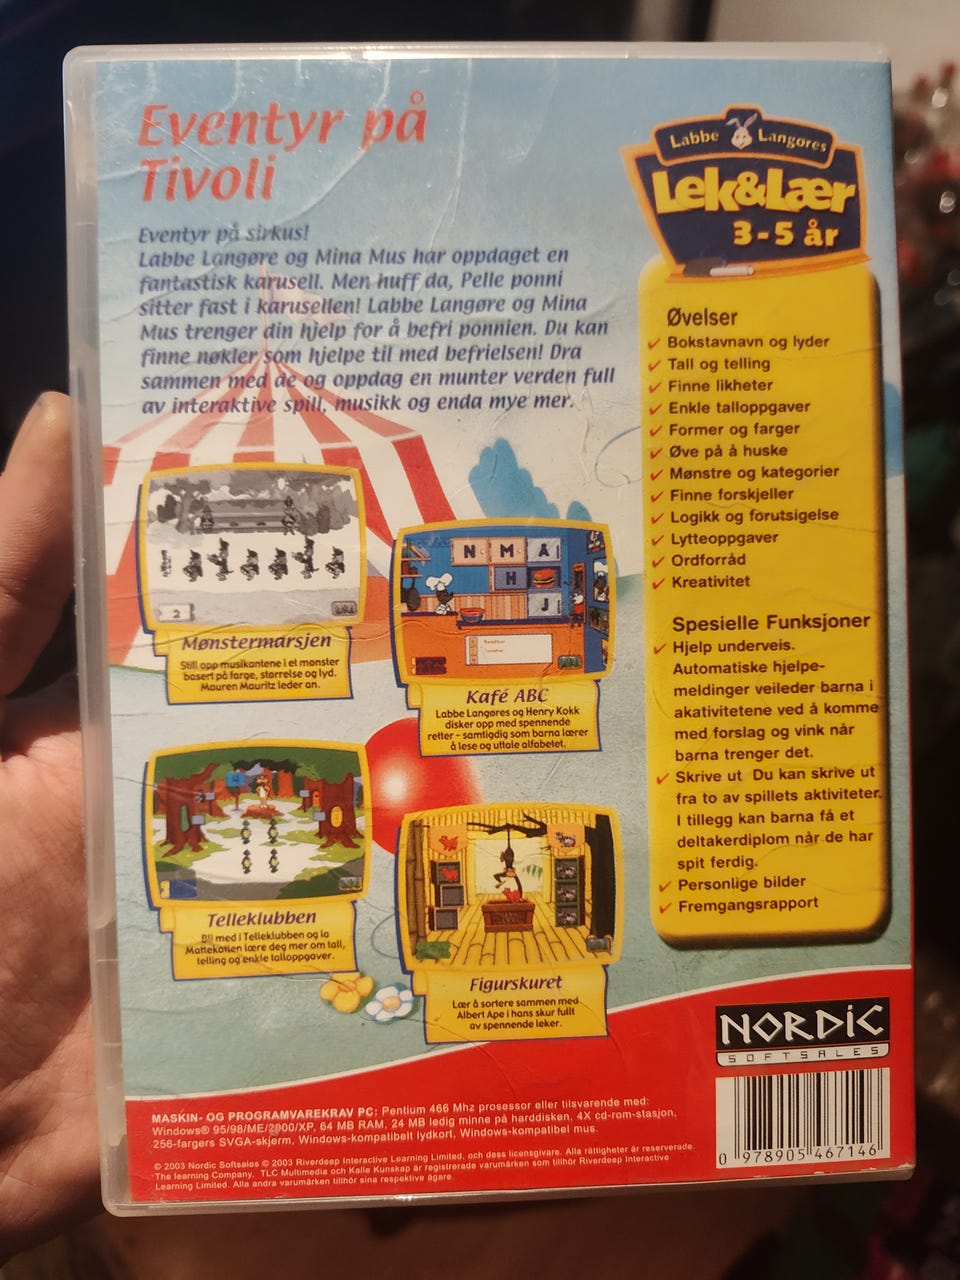 Eventyr på
Tivoli
Eventyr på sirkus!
Labbe Langøre og Mina Mus har oppdaget en
fantastisk karusell. Men huff da, Pelle ponni
sitter fast i karusellen! Labbe Langøre og Mina
Mus trenger din hjelp for å befri ponnien. Du kan
finne nøkler som hjelpe til med befrielsen! Dra
sammen med de og oppdag en munter verden full
av interaktive spill, musikk og enda mye mer.
Labbe Langøres
Lek&Lær
3-5 år
Øvelser
Bokstavnavn og lyder
Tall og telling
Finne likheter
Enkle talloppgaver
Former og farger
Øve på å huske
Mønstre og kategorier
Finne forskjeller
Logikk og forutsigelse
Lytteoppgaver
Ordforråd
Kreativitet
Spesielle Funksjoner
Hjelp underveis.
Automatiske hjelpe-
meldinger veileder barna i
akativitetene ved å komme
med forslag og vink når
barna trenger det.
Skrive ut Du kan skrive ut
fra to av spillets aktiviteter.
I tillegg kan barna få et
deltakerdiplom når de har
spit ferdig.
Personlige bilder
Fremgangsrapport
2
Mønstermarsjen
Still opp musikantene i et mønster
basert på farge, størrelse og lyd.
Mauren Mauritz leder an.
N M A
H
J
Kafé ABC
Labbe Langøres og Henry Kokk
disker opp med spennende
retter - samtigdig som barna lærer
å lese og uttale alfabetet.
4
Telleklubben
Bli med i Telleklubben og la
Mattekatten lære deg mer om tall,
telling og enkle talloppgaver.
Figurskuret
Lær å sortere sammen med
Albert Ape i hans skur fullt
av spennende leker.
NORDIC
SOFTSALES
MASKIN- OG PROGRAMVAREKRAV PC: Pentium 466 Mhz prosessor eller tilsvarende med:
Windows® 95/98/ME/2000/XP, 64 MB RAM, 24 MB ledig minne på harddisken, 4X cd-rom-stasjon,
256-fargers SVGA-skjerm, Windows-kompatibelt lydkort, Windows-kompatibel mus.
© 2003 Nordic Softsales © 2003 Riverdeep Interactive Learning Limited, och dess licensgivare. Alla rättigheter är reserverade.
The learning Company, TLC Multimedia och Kalle Kunskap är registrerade varumärken som tillhör Riverdeep Interactive
Learning Limited. Alla andra varumärken tillhör sina respektive ägare.
0 978905 467146